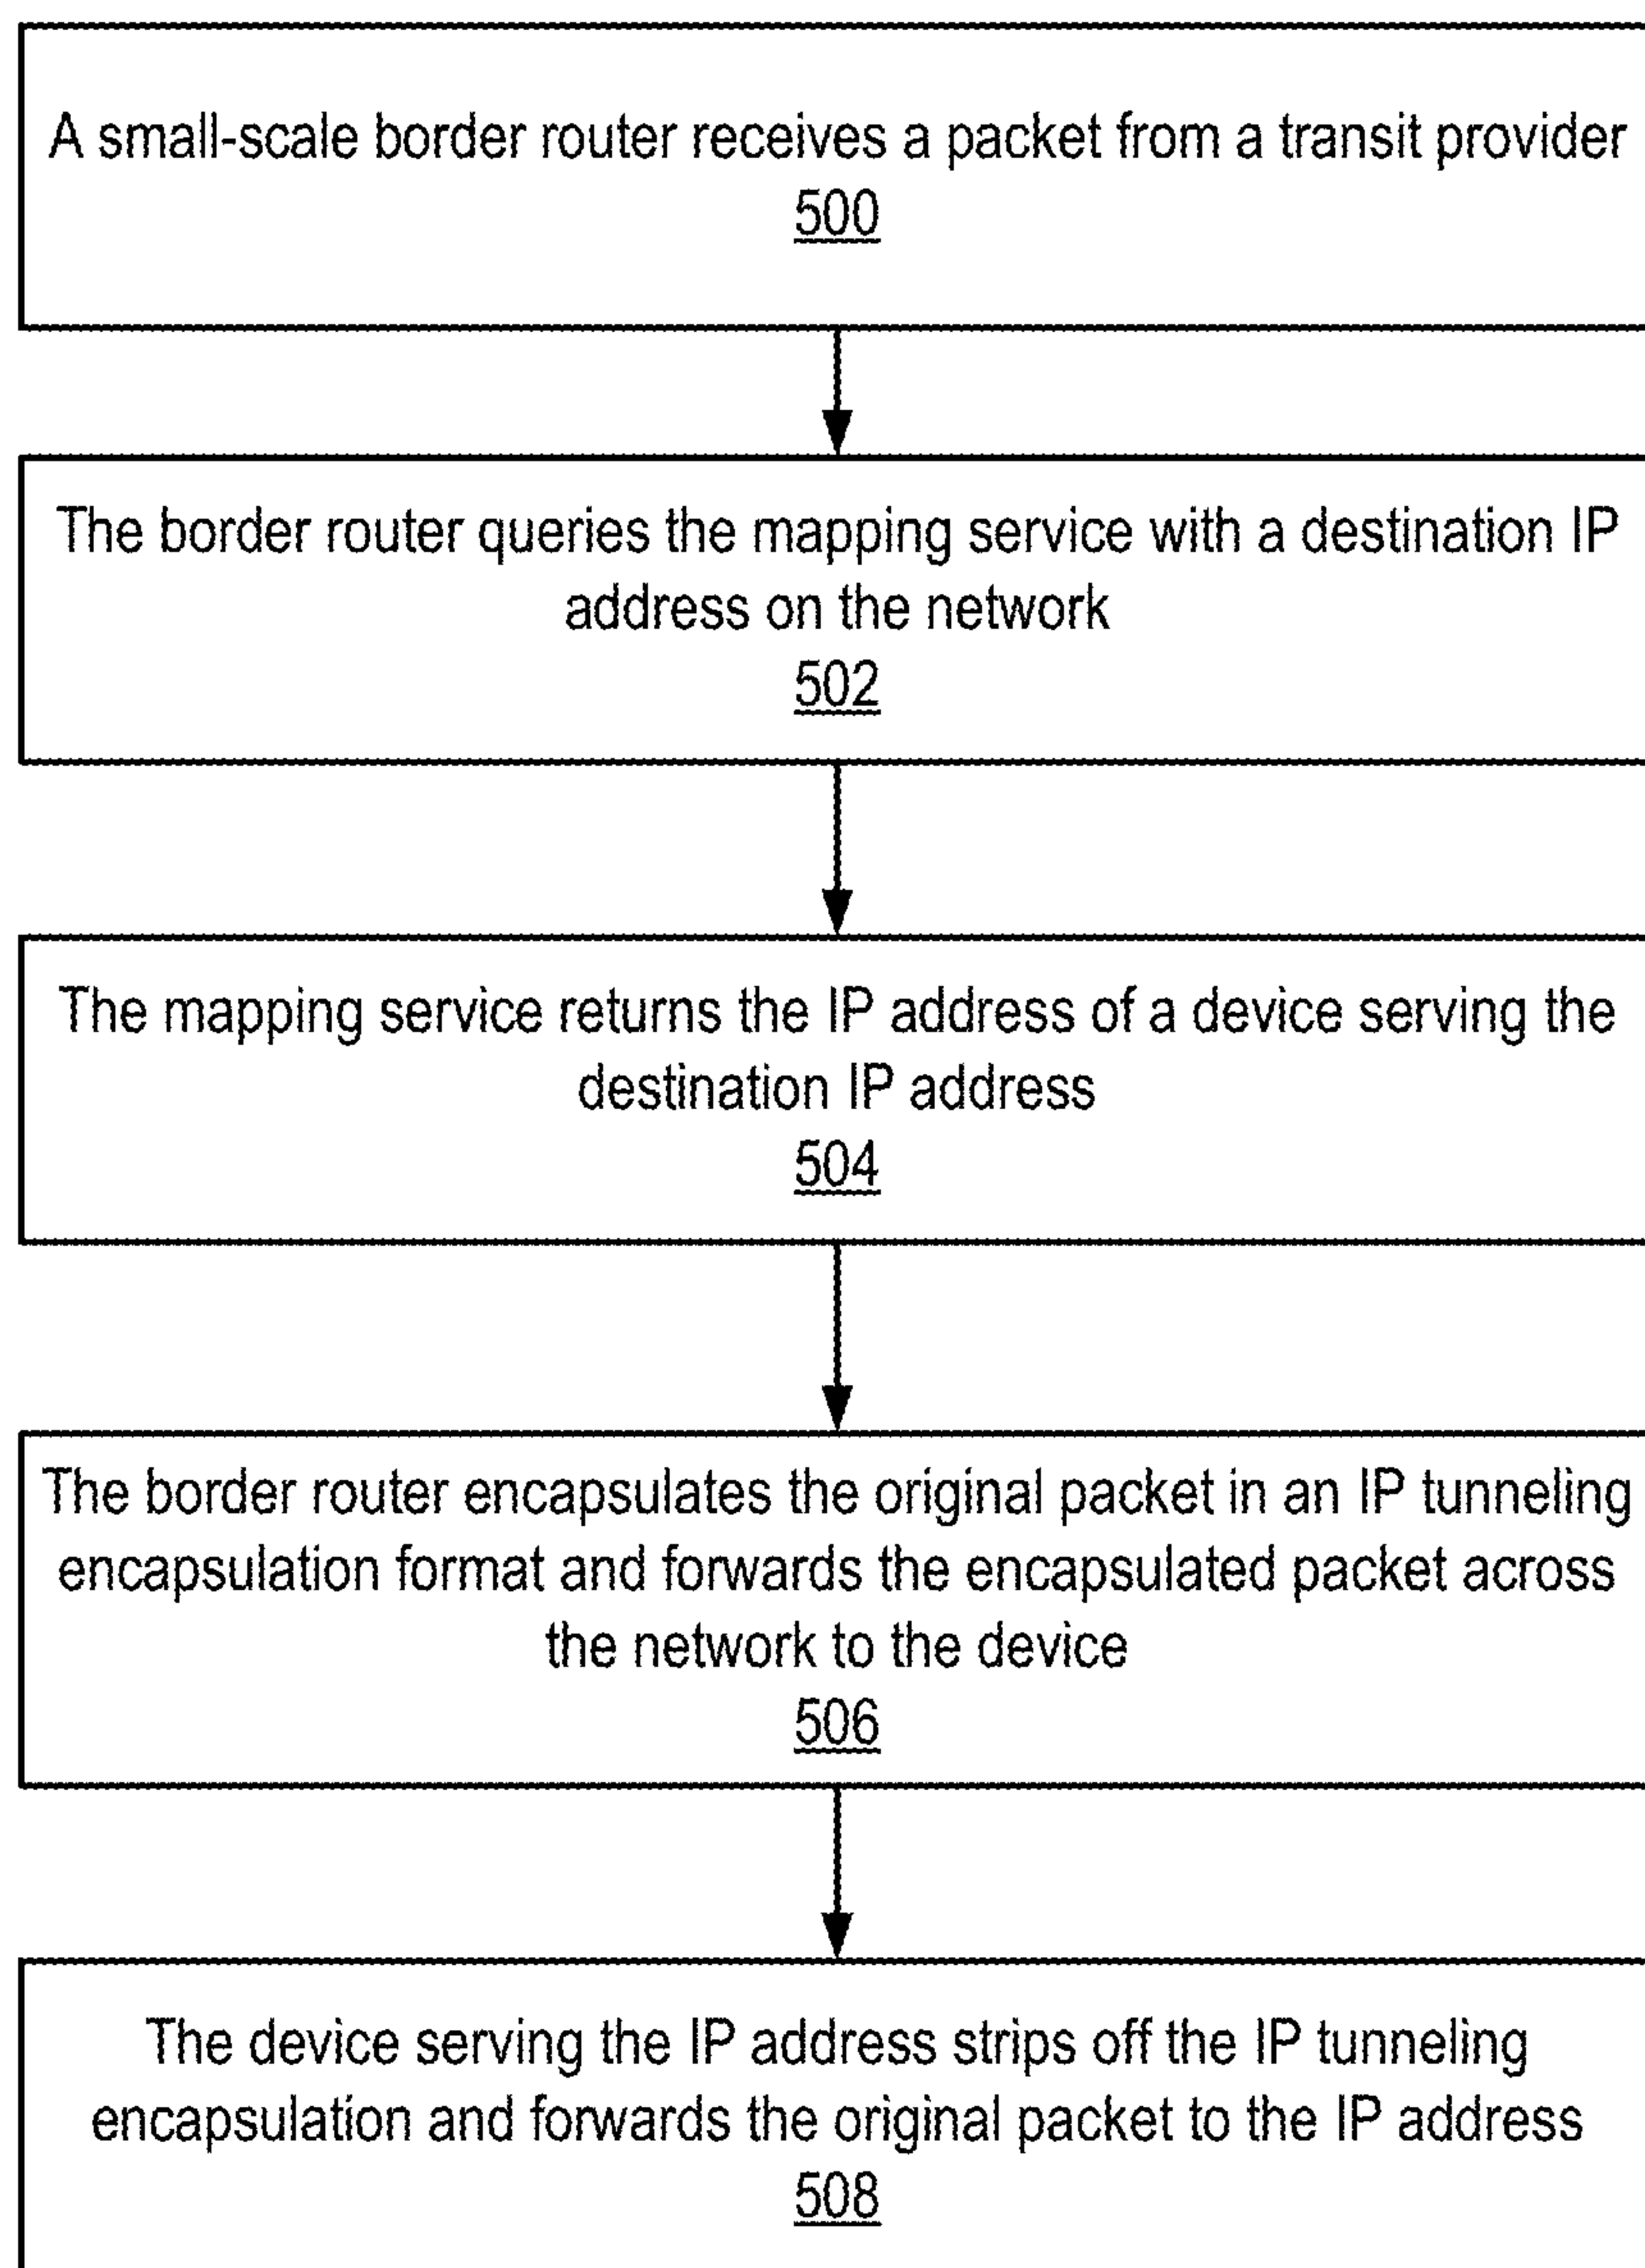 A small-scale border router receives a packet from a transit provider
500
The border router queries the mapping service with a destination IP
address on the network
502
The mapping service returns the IP address of a device serving the
destination IP address
504
The border router encapsulates the original packet in an IP tunneling
encapsulation format and forwards the encapsulated packet across
the network to the device
506
The device serving the IP address strips off the IP tunneling
encapsulation and forwards the original packet to the IP address
508